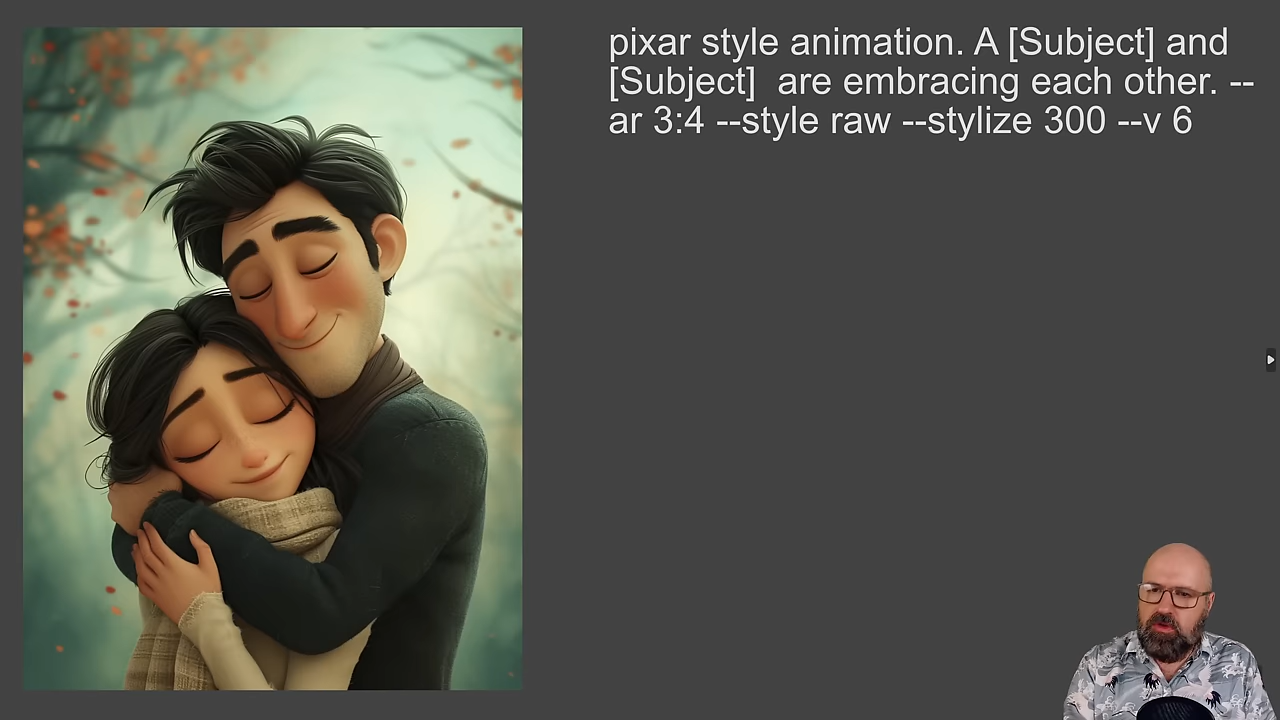 pixar style animation. A [Subject] and
[Subject]  are embracing each other. --
ar 3:4 --style raw --stylize 300 --v 6